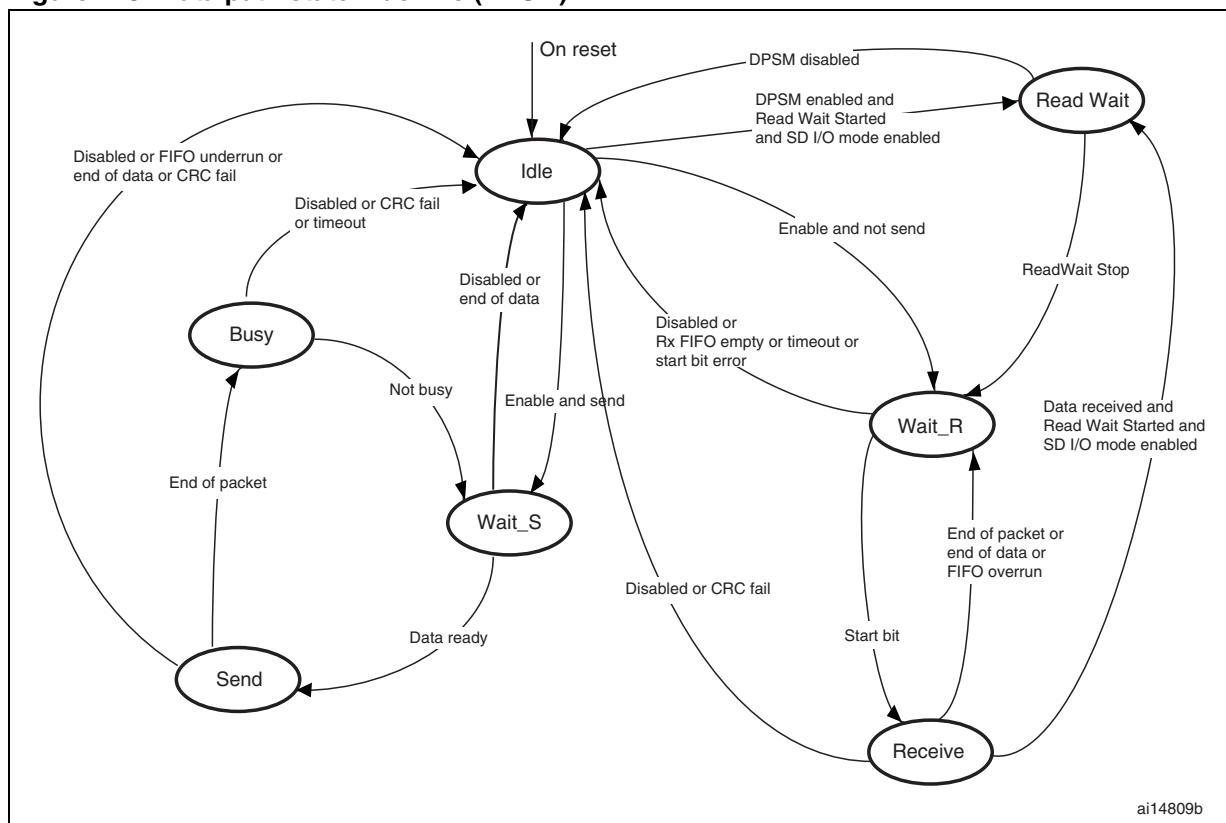 On reset
DPSM disabled
Read Wait
DPSM enabled and
Read Wait Started
and SD I/O mode enabled
Disabled or FIFO underrun or
end of data or CRC fail
Idle
Disabled or CRC fail
or timeout
Enable and not send
ReadWait Stop
Disabled or
end of data
Busy
Disabled or
Rx FIFO empty or timeout or
start bit error
Not busy
Enable and send
Wait_R
Data received and
Read Wait Started and
SD I/O mode enabled
End of packet
Wait_S
End of packet or
end of data or
FIFO overrun
Disabled or CRC fail
Start bit
Data ready
Send
Receive
ai14809b